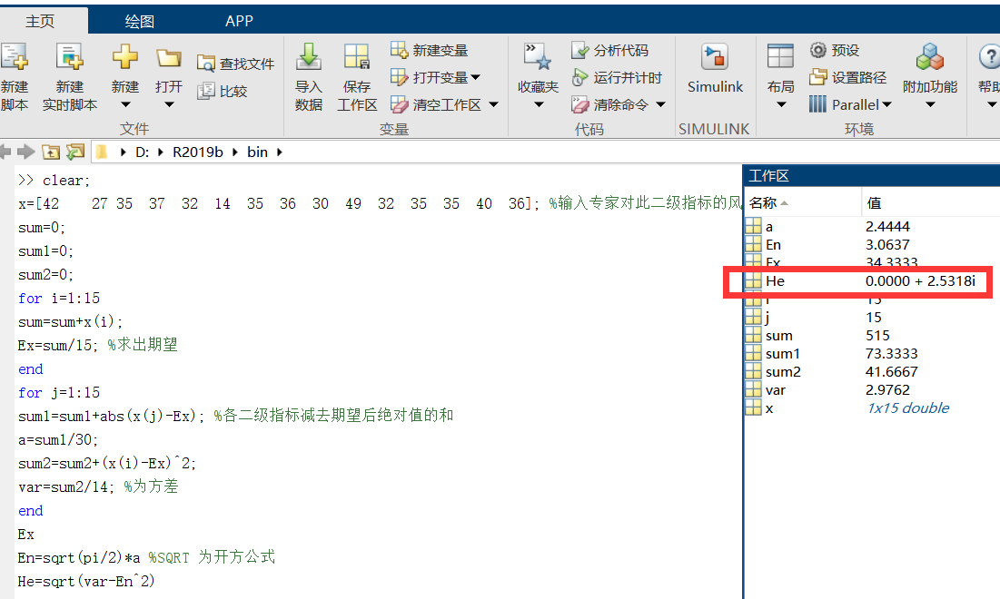 主页 绘图 APP
新建脚本 新建实时脚本 新建 打开 查找文件 比较 文件
导入数据 保存工作区 新建变量 打开变量 清空工作区 变量
收藏夹 分析代码 运行并计时 清除命令 代码
Simulink SIMULINK
布局 预设 设置路径 Parallel 附加功能 帮助 环境
D: R2019b bin
>> clear;
x=[42 27 35 37 32 14 35 36 30 49 32 35 35 40 36]; %输入专家对此二级指标的风
sum=0;
sum1=0;
sum2=0;
for i=1:15
sum=sum+x(i);
Ex=sum/15; %求出期望
end
for j=1:15
sum1=sum1+abs(x(j)-Ex); %各二级指标减去期望后绝对值的和
a=sum1/30;
sum2=sum2+(x(i)-Ex)^2;
var=sum2/14; %为方差
end
Ex
En=sqrt(pi/2)*a %SQRT 为开方公式
He=sqrt(var-En^2)
工作区
名称 值
a 2.4444
En 3.0637
Ex 34.3333
He 0.0000 + 2.5318i
i 15
j 15
sum 515
sum1 73.3333
sum2 41.6667
var 2.9762
x 1x15 double